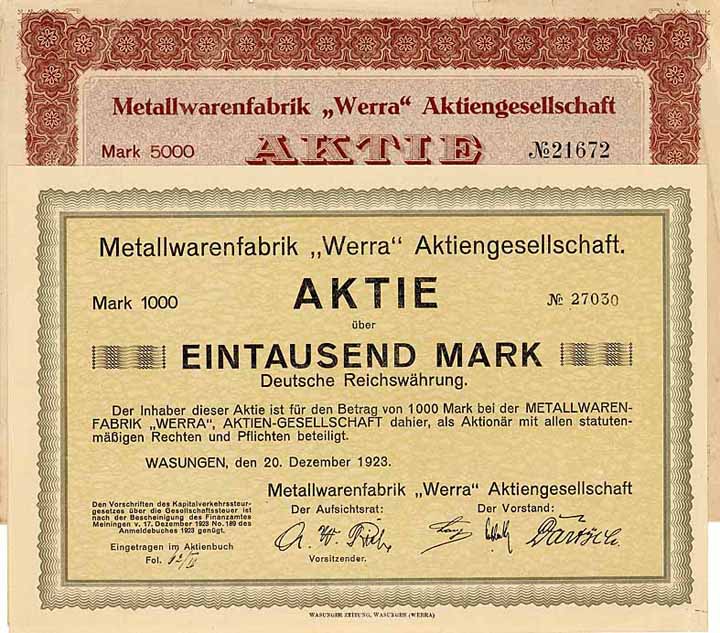 Metallwarenfabrik „Werra“ Aktiengesellschaft
Mark 5000 AKTIE № 21672
Metallwarenfabrik „Werra“ Aktiengesellschaft.
AKTIE
Mark 1000 № 27030
über
EINTAUSEND MARK
Deutsche Reichswährung.
Der Inhaber dieser Aktie ist für den Betrag von 1000 Mark bei der METALLWAREN-
FABRIK „WERRA“, AKTIEN-GESELLSCHAFT dahier, als Aktionär mit allen statuten-
mäßigen Rechten und Pflichten beteiligt.
WASUNGEN, den 20. Dezember 1923.
Metallwarenfabrik „Werra“ Aktiengesellschaft
Der Aufsichtsrat: Der Vorstand:
Den Vorschriften des Kapitalverkehrssteur-
gesetzes über die Gesellschaftssteuer ist
nach der Bescheinigung des Finanzamtes
Meiningen v. 17. Dezember 1923 No. 189 des
Anmeldebuches 1923 genügt.
Vorsitzender.
Eingetragen im Aktienbuch
Fol.
WASUNGER ZEITUNG, WASUNGEN (WERRA)